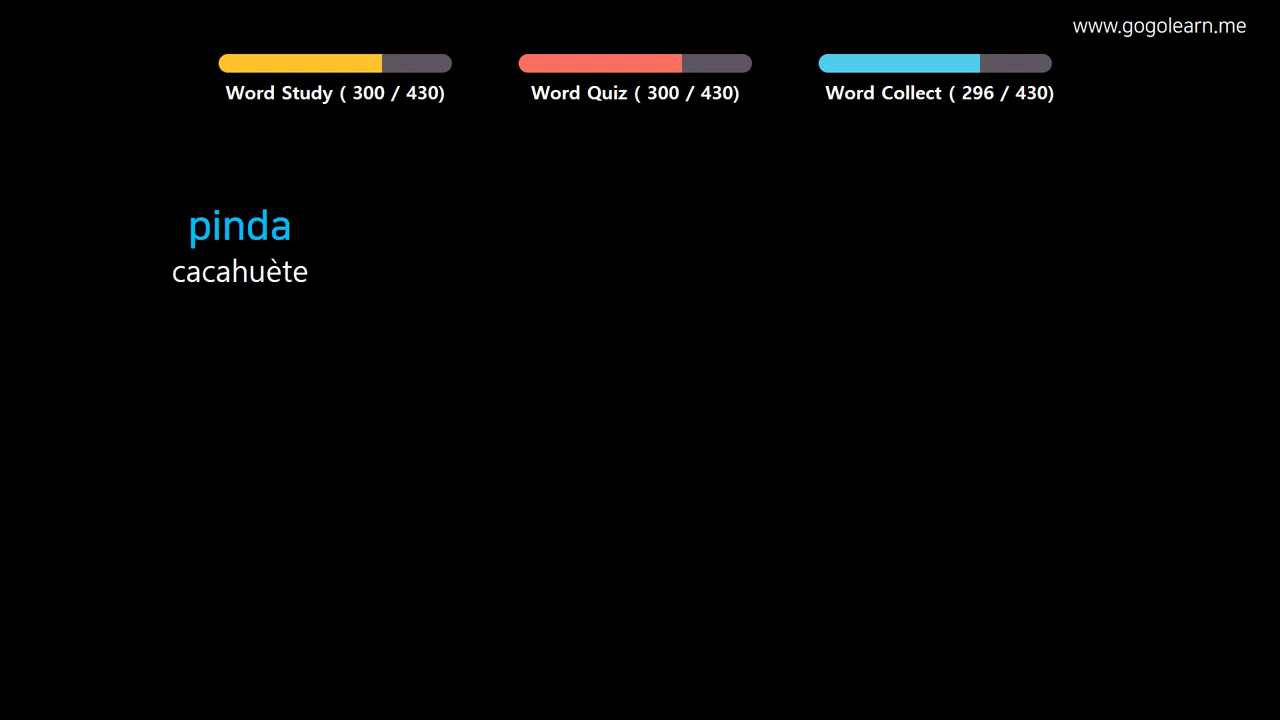 www.gogolearn.me
Word Study ( 300 / 430)
Word Quiz ( 300 / 430)
Word Collect ( 296 / 430)
pinda
cacahuète